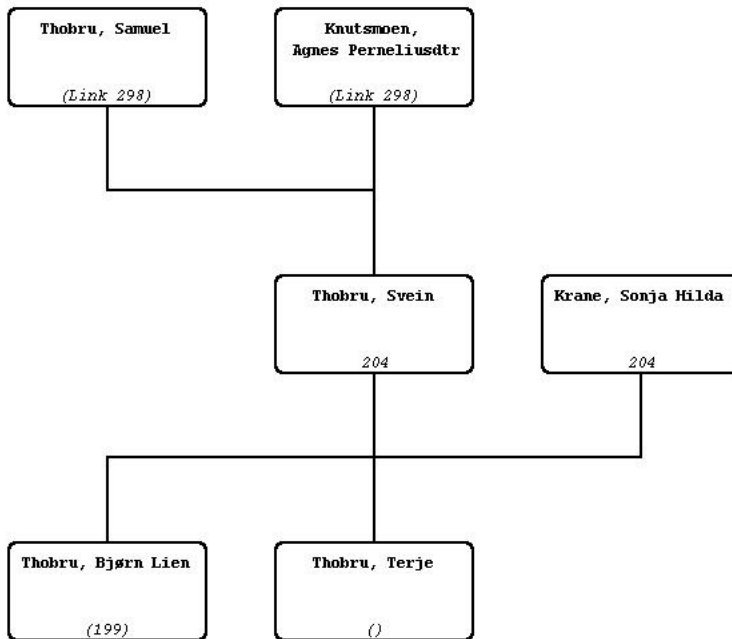 Thobru, Samuel
(Link 298)
Knutsmoen,
Agnes Perneliusdtr
(Link 298)
Thobru, Svein
204
Krane, Sonja Hilda
204
Thobru, Bjørn Lien
(199)
Thobru, Terje
()